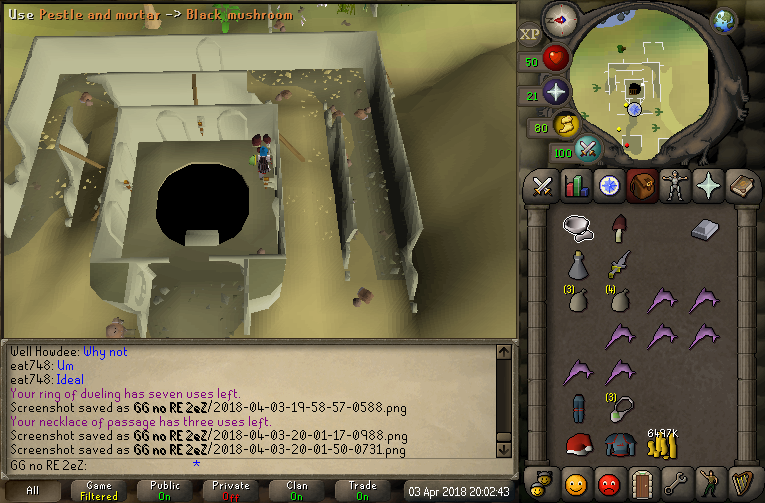 Use Pestle and mortar -> Black mushroom
XP
50
21
80
100
(3)
(4)
(3)
6497K
Well Howdee: Why not
eat748: Um
eat748: Ideal
Your ring of dueling has seven uses left.
Screenshot saved as GG no RE 2eZ/2018-04-03-19-58-57-0588.png
Your necklace of passage has three uses left.
Screenshot saved as GG no RE 2eZ/2018-04-03-20-01-17-0988.png
Screenshot saved as GG no RE 2eZ/2018-04-03-20-01-50-0731.png
GG no RE 2eZ: *
All
Game
Filtered
Public
On
Private
Off
Clan
On
Trade
On
03 Apr 2018 20:02:43